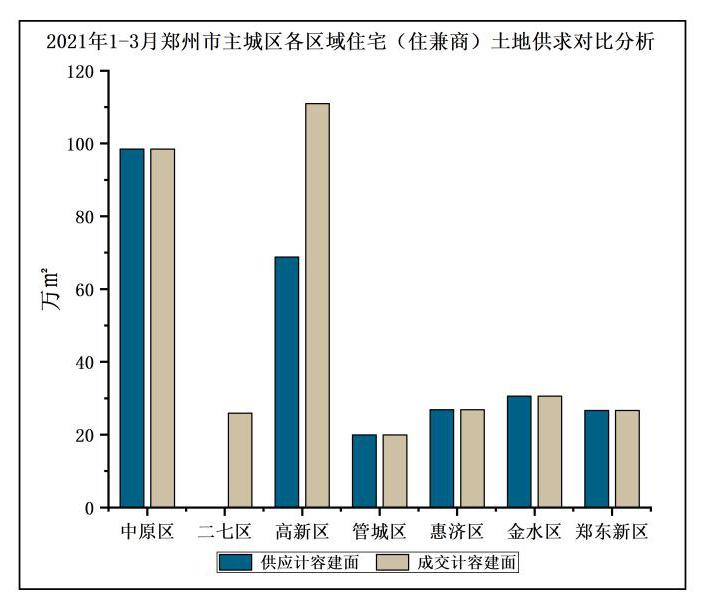 2021年1-3月郑州市主城区各区域住宅（住兼商）土地供求对比分析
120
100
80
60
40
20
0
万㎡
中原区 二七区 高新区 管城区 惠济区 金水区 郑东新区
供应计容建面 成交计容建面